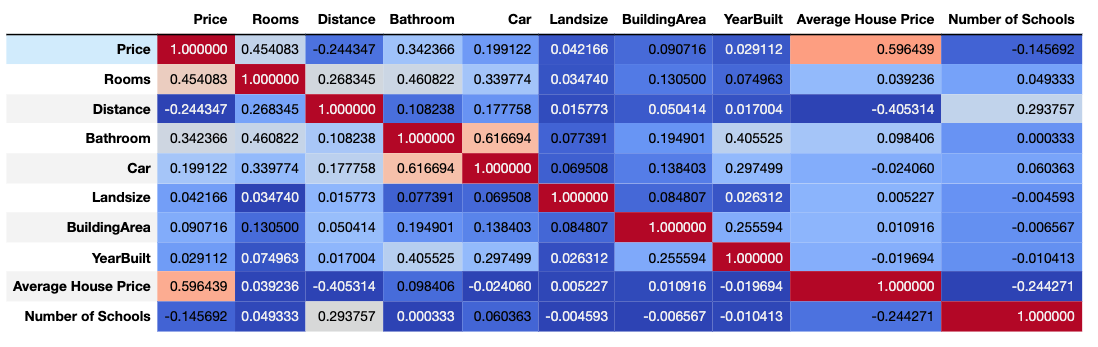 Price Rooms Distance Bathroom Car Landsize BuildingArea YearBuilt Average House Price Number of Schools
Price 1.000000 0.454083 -0.244347 0.342366 0.199122 0.042166 0.090716 0.029112 0.596439 -0.145692
Rooms 0.454083 1.000000 0.268345 0.460822 0.339774 0.034740 0.130500 0.074963 0.039236 0.049333
Distance -0.244347 0.268345 1.000000 0.108238 0.177758 0.015773 0.050414 0.017004 -0.405314 0.293757
Bathroom 0.342366 0.460822 0.108238 1.000000 0.616694 0.077391 0.194901 0.405525 0.098406 0.000333
Car 0.199122 0.339774 0.177758 0.616694 1.000000 0.069508 0.138403 0.297499 -0.024060 0.060363
Landsize 0.042166 0.034740 0.015773 0.077391 0.069508 1.000000 0.084807 0.026312 0.005227 -0.004593
BuildingArea 0.090716 0.130500 0.050414 0.194901 0.138403 0.084807 1.000000 0.255594 0.010916 -0.006567
YearBuilt 0.029112 0.074963 0.017004 0.405525 0.297499 0.026312 0.255594 1.000000 -0.019694 -0.010413
Average House Price 0.596439 0.039236 -0.405314 0.098406 -0.024060 0.005227 0.010916 -0.019694 1.000000 -0.244271
Number of Schools -0.145692 0.049333 0.293757 0.000333 0.060363 -0.004593 -0.006567 -0.010413 -0.244271 1.000000